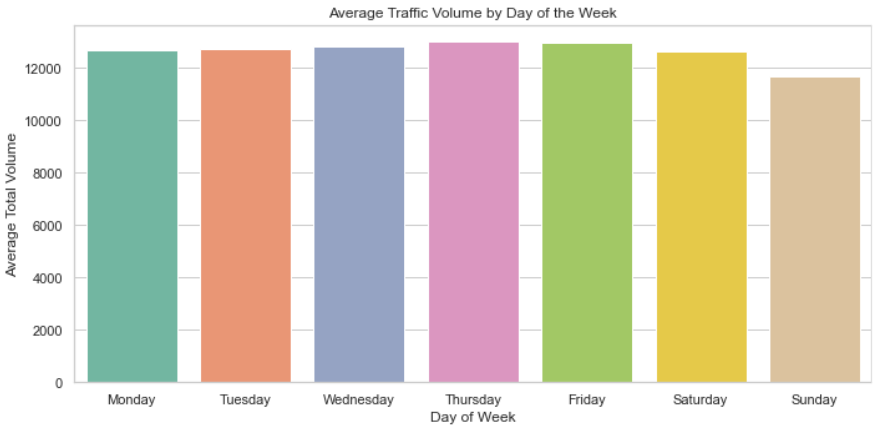 Average Traffic Volume by Day of the Week
Average Total Volume
12000
10000
8000
6000
4000
2000
0
Monday Tuesday Wednesday Thursday Friday Saturday Sunday
Day of Week